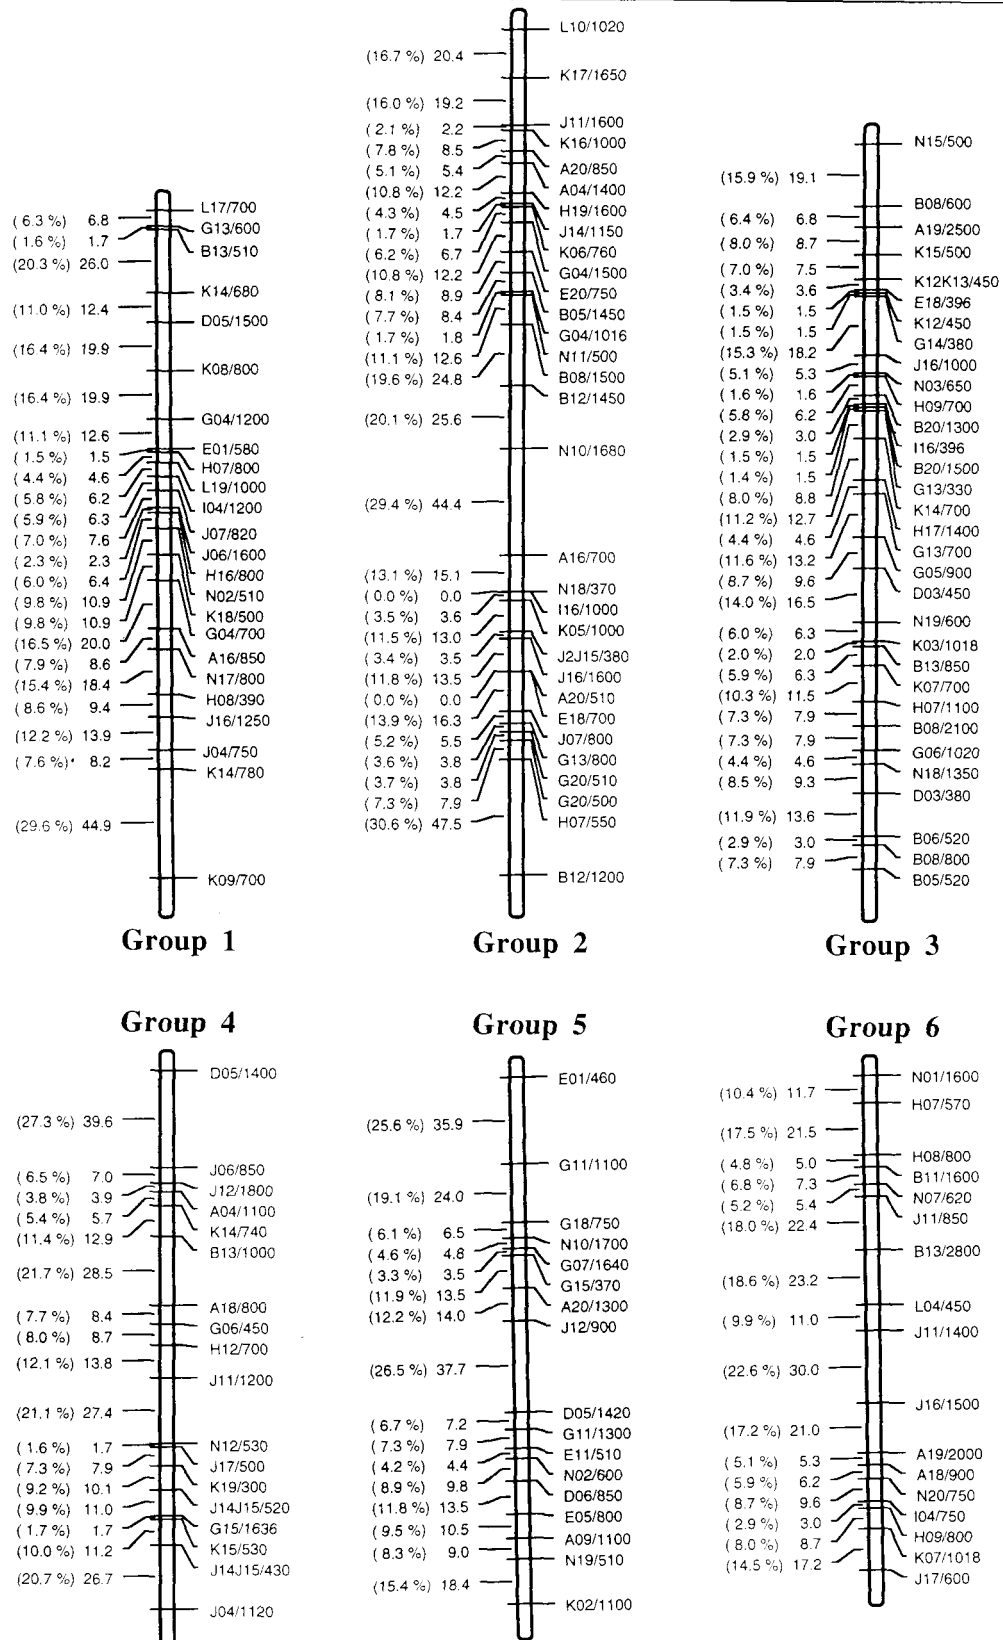 (6.3 %) 6.8
(1.6 %) 1.7
(20.3 %) 26.0
(11.0 %) 12.4
(16.4 %) 19.9
(16.4 %) 19.9
(11.1 %) 12.6
(1.5 %) 1.5
(4.4 %) 4.6
(5.8 %) 6.2
(5.9 %) 6.3
(7.0 %) 7.6
(2.3 %) 2.3
(6.0 %) 6.4
(9.8 %) 10.9
(9.8 %) 10.9
(16.5 %) 20.0
(7.9 %) 8.6
(15.4 %) 18.4
(8.6 %) 9.4
(12.2 %) 13.9
(7.6 %) 8.2
(29.6 %) 44.9
L17/700
G13/600
B13/510
K14/680
D05/1500
K08/800
G04/1200
E01/580
H07/800
L19/1000
I04/1200
J07/820
J06/1600
H16/800
N02/510
K18/500
G04/700
A16/850
N17/800
H08/390
J16/1250
J04/750
K14/780
K09/700
Group 1
(16.7 %) 20.4
(16.0 %) 19.2
(2.1 %) 2.2
(7.8 %) 8.5
(5.1 %) 5.4
(10.8 %) 12.2
(4.3 %) 4.5
(1.7 %) 1.7
(6.2 %) 6.7
(10.8 %) 12.2
(8.1 %) 8.9
(7.7 %) 8.4
(1.7 %) 1.8
(11.1 %) 12.6
(19.6 %) 24.8
(20.1 %) 25.6
(29.4 %) 44.4
(13.1 %) 15.1
(0.0 %) 0.0
(3.5 %) 3.6
(11.5 %) 13.0
(3.4 %) 3.5
(11.8 %) 13.5
(0.0 %) 0.0
(13.9 %) 16.3
(5.2 %) 5.5
(3.6 %) 3.8
(3.7 %) 3.8
(7.3 %) 7.9
(30.6 %) 47.5
L10/1020
K17/1650
J11/1600
K16/1000
A20/850
A04/1400
H19/1600
J14/1150
K06/760
G04/1500
E20/750
B05/1450
G04/1016
N11/500
B08/1500
B12/1450
N10/1680
A16/700
N18/370
I16/1000
K05/1000
J2J15/380
J16/1600
A20/510
E18/700
J07/800
G13/800
G20/510
G20/500
H07/550
B12/1200
Group 2
(15.9 %) 19.1
(6.4 %) 6.8
(8.0 %) 8.7
(7.0 %) 7.5
(3.4 %) 3.6
(1.5 %) 1.5
(1.5 %) 1.5
(15.3 %) 18.2
(5.1 %) 5.3
(1.6 %) 1.6
(5.8 %) 6.2
(2.9 %) 3.0
(1.5 %) 1.5
(1.4 %) 1.5
(8.0 %) 8.8
(11.2 %) 12.7
(4.4 %) 4.6
(11.6 %) 13.2
(8.7 %) 9.6
(14.0 %) 16.5
(6.0 %) 6.3
(2.0 %) 2.0
(5.9 %) 6.3
(10.3 %) 11.5
(7.3 %) 7.9
(7.3 %) 7.9
(4.4 %) 4.6
(8.5 %) 9.3
(11.9 %) 13.6
(2.9 %) 3.0
(7.3 %) 7.9
N15/500
B08/600
A19/2500
K15/500
K12K13/450
E18/396
K12/450
G14/380
J16/1000
N03/650
H09/700
B20/1300
I16/396
B20/1500
G13/330
K14/700
H17/1400
G13/700
G05/900
D03/450
N19/600
K03/1018
B13/850
K07/700
H07/1100
B08/2100
G06/1020
N18/1350
D03/380
B06/520
B08/800
B05/520
Group 3
Group 4
(27.3 %) 39.6
(6.5 %) 7.0
(3.8 %) 3.9
(5.4 %) 5.7
(11.4 %) 12.9
(21.7 %) 28.5
(7.7 %) 8.4
(8.0 %) 8.7
(12.1 %) 13.8
(21.1 %) 27.4
(1.6 %) 1.7
(7.3 %) 7.9
(9.2 %) 10.1
(9.9 %) 11.0
(1.7 %) 1.7
(10.0 %) 11.2
(20.7 %) 26.7
D05/1400
J06/850
J12/1800
A04/1100
K14/740
B13/1000
A18/800
G06/450
H12/700
J11/1200
N12/530
J17/500
K19/300
J14J15/520
G15/1636
K15/530
J14J15/430
J04/1120
Group 5
(25.6 %) 35.9
(19.1 %) 24.0
(6.1 %) 6.5
(4.6 %) 4.8
(3.3 %) 3.5
(11.9 %) 13.5
(12.2 %) 14.0
(26.5 %) 37.7
(6.7 %) 7.2
(7.3 %) 7.9
(4.2 %) 4.4
(8.9 %) 9.8
(11.8 %) 13.5
(9.5 %) 10.5
(8.3 %) 9.0
(15.4 %) 18.4
E01/460
G11/1100
G18/750
N10/1700
G07/1640
G15/370
A20/1300
J12/900
D05/1420
G11/1300
E11/510
N02/600
D06/850
E05/800
A09/1100
N19/510
K02/1100
Group 6
(10.4 %) 11.7
(17.5 %) 21.5
(4.8 %) 5.0
(6.8 %) 7.3
(5.2 %) 5.4
(18.0 %) 22.4
(18.6 %) 23.2
(9.9 %) 11.0
(22.6 %) 30.0
(17.2 %) 21.0
(5.1 %) 5.3
(5.9 %) 6.2
(8.7 %) 9.6
(2.9 %) 3.0
(8.0 %) 8.7
(14.5 %) 17.2
N01/1600
H07/570
H08/800
B11/1600
N07/620
J11/850
B13/2800
L04/450
J11/1400
J16/1500
A19/2000
A18/900
N20/750
I04/750
H09/800
K07/1018
J17/600